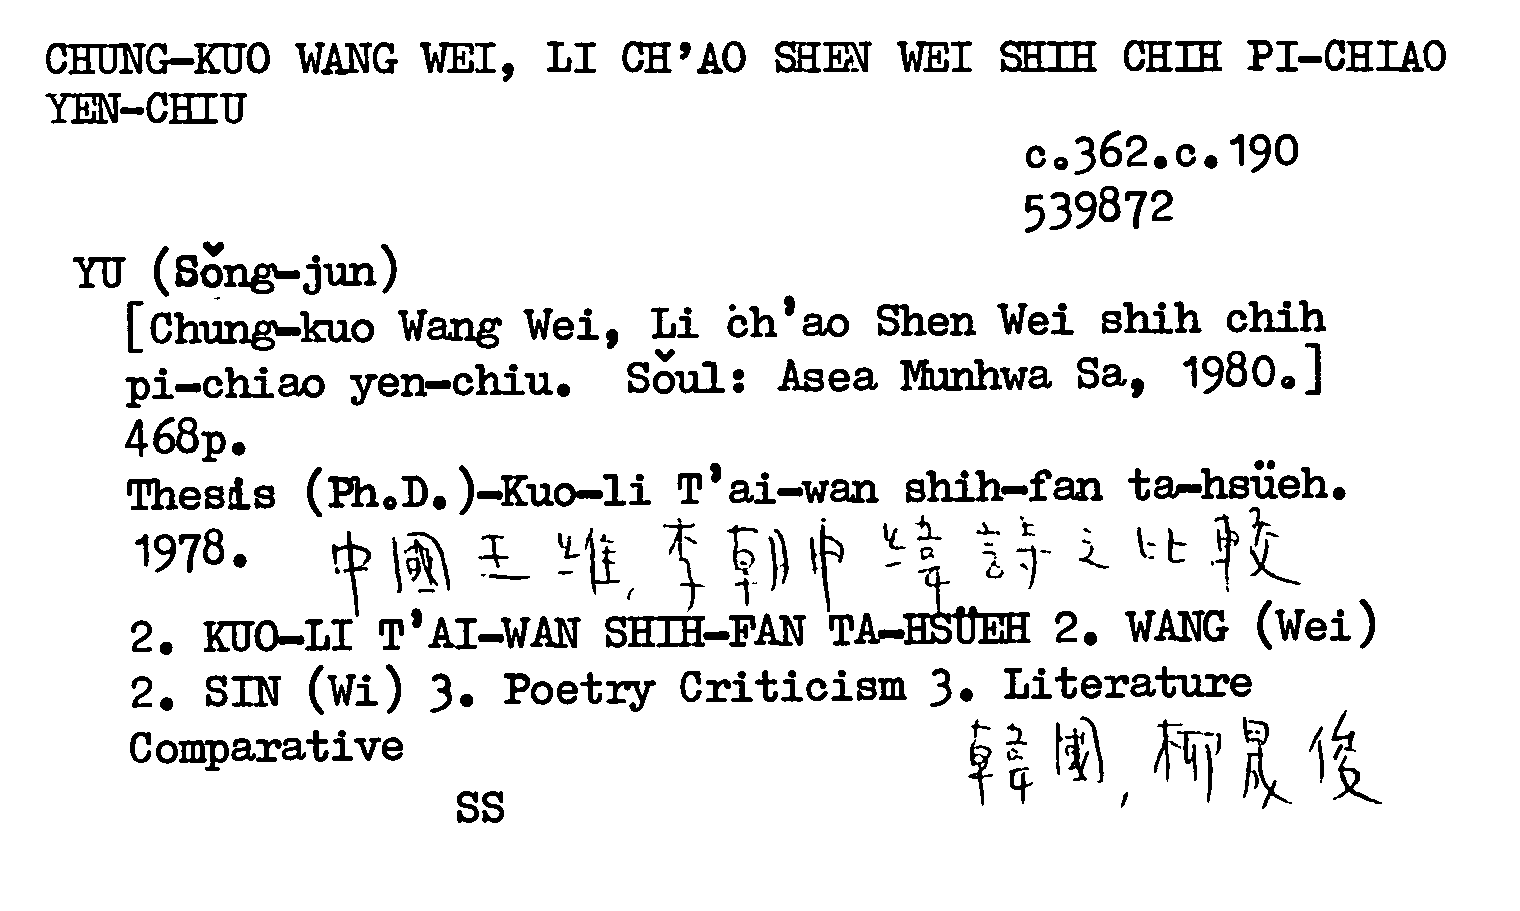 CHUNG-KUO WANG WEI, LI CH'AO SHEN WEI SHIH CHIH PI-CHIAO
YEN-CHIU
c.362.c.190
539872
YU (Sǒng-jun)
[Chung-kuo Wang Wei, Li ch'ao Shen Wei shih chih
pi-chiao yen-chiu. Sǒul: Asea Munhwa Sa, 1980.]
468p.
Thesis (Ph.D.)-Kuo-li T'ai-wan shih-fan ta-hsüeh.
1978. 中國王維,李朝申緯詩之比較
2. KUO-LI T'AI-WAN SHIH-FAN TA-HSÜEH 2. WANG (Wei)
2. SIN (Wi) 3. Poetry Criticism 3. Literature
Comparative
韓國,柳晟俊
SS